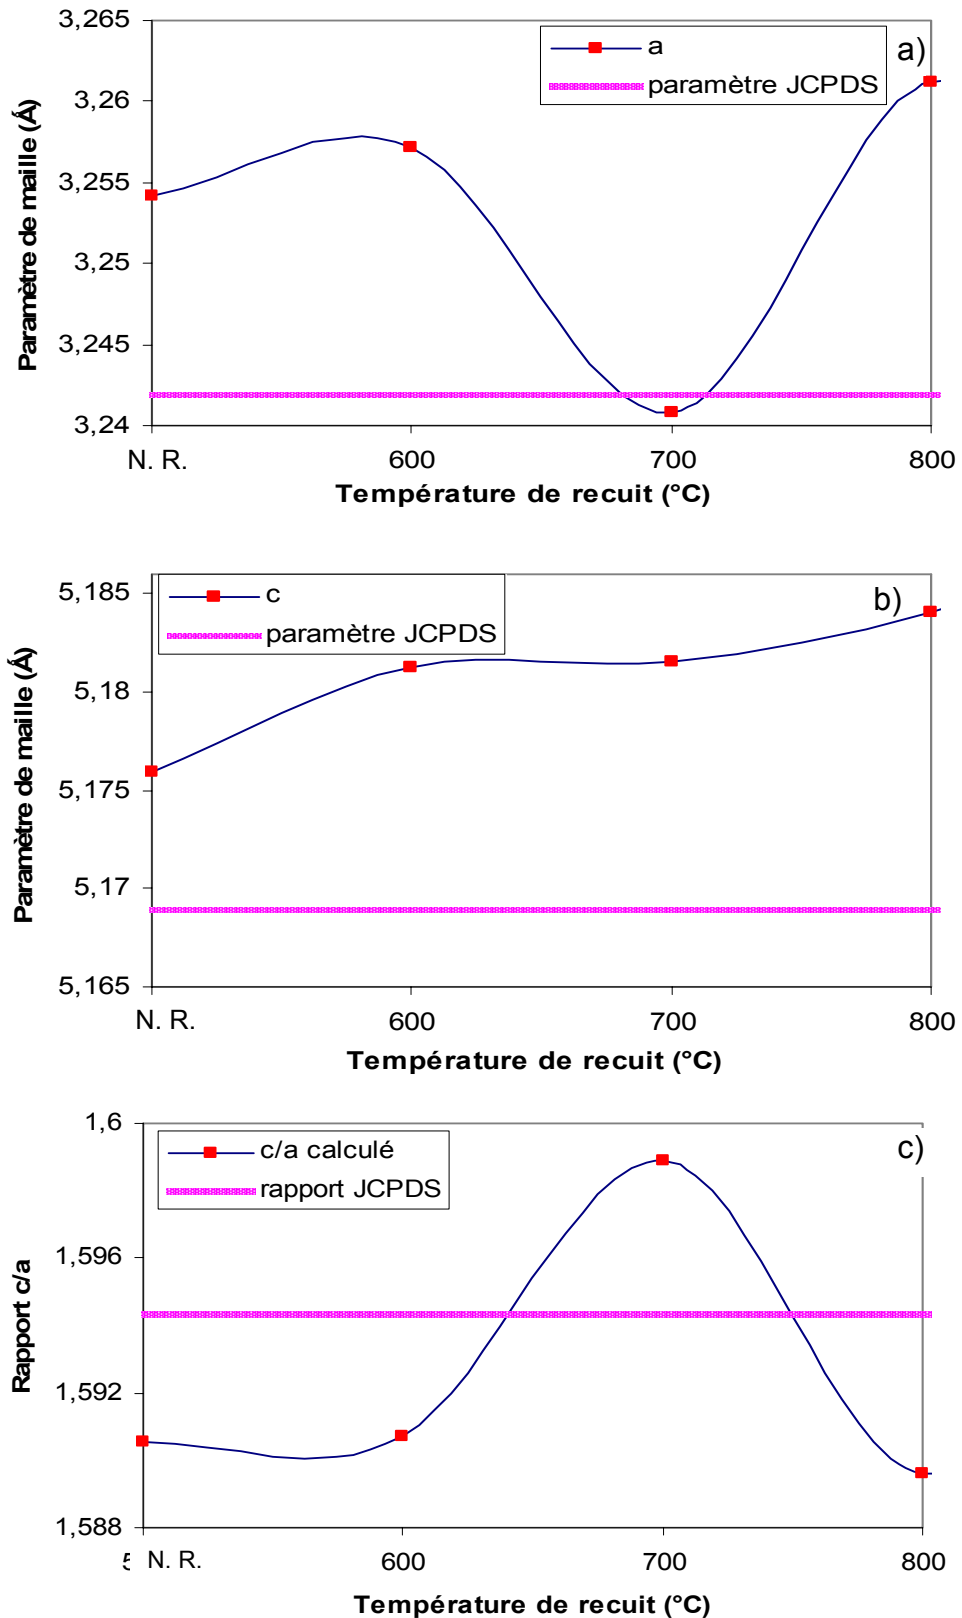 3,265
a
paramètre JCPDS
a)
3,26
3,255
3,25
3,245
3,24
Paramètre de maille (Å)
N. R.
600
700
800
Température de recuit (°C)
5,185
c
paramètre JCPDS
b)
5,18
5,175
5,17
5,165
Paramètre de maille (Å)
N. R.
600
700
800
Température de recuit (°C)
1,6
c/a calculé
rapport JCPDS
c)
1,596
1,592
1,588
Rapport c/a
N. R.
600
700
800
Température de recuit (°C)